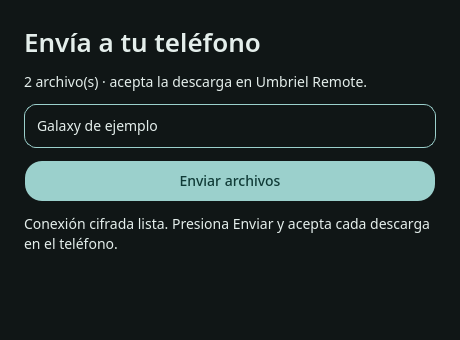 Envía a tu teléfono
2 archivo(s) · acepta la descarga en Umbriel Remote.
Galaxy de ejemplo
Enviar archivos
Conexión cifrada lista. Presiona Enviar y acepta cada descarga
en el teléfono.